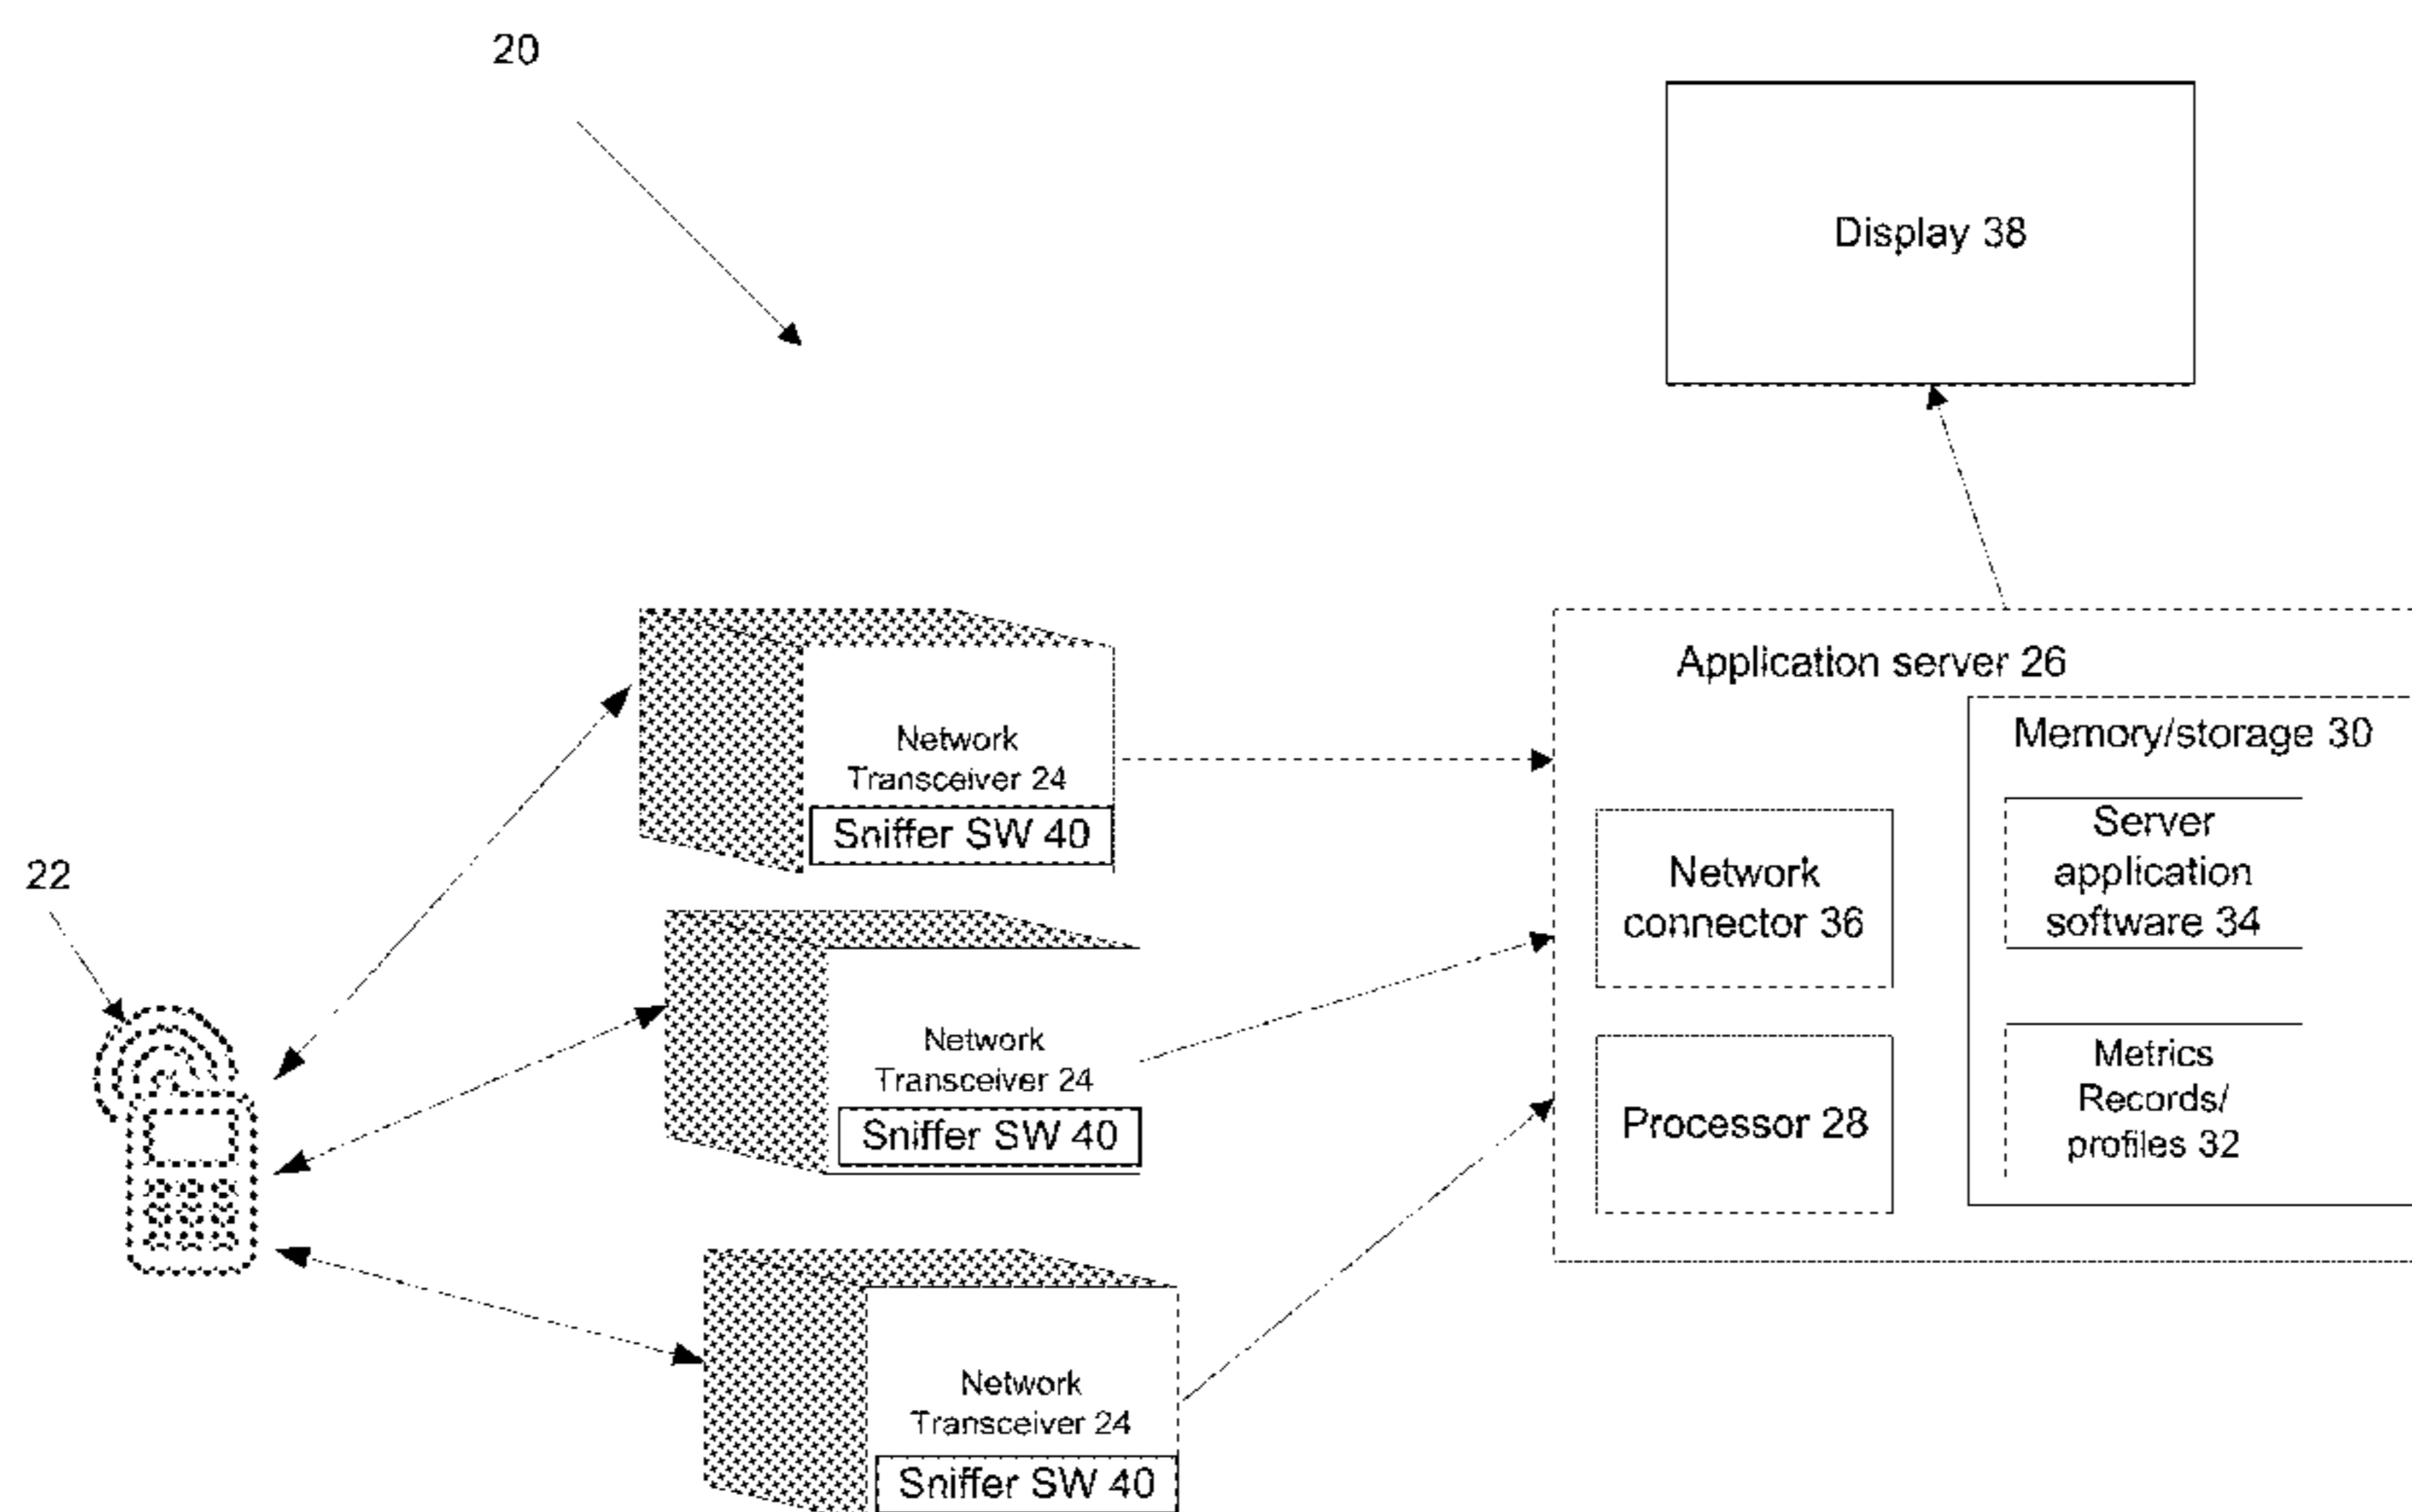 20
Display 38
Application server 26
Memory/storage 30
Network
Transceiver 24
Sniffer SW 40
Server
application
software 34
Network
connector 36
22
Network
Transceiver 24
Sniffer SW 40
Metrics
Records/
profiles 32
Processor 28
Network
Transceiver 24
Sniffer SW 40